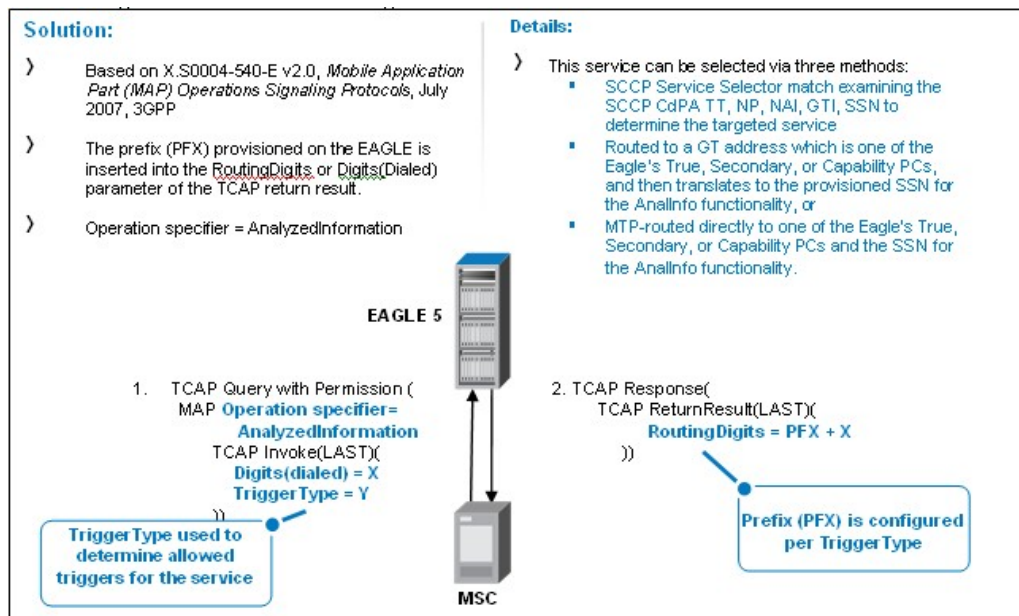 Solution:
Based on X.S0004-540-E v2.0, Mobile Application
Part (MAP) Operations Signaling Protocols, July
2007, 3GPP
The prefix (PFX) provisioned on the EAGLE is
inserted into the RoutingDigits or Digits(Dialed)
parameter of the TCAP return result.
Operation specifier = AnalyzedInformation
Details:
This service can be selected via three methods:
SCCP Service Selector match examining the
SCCP CdPA TT, NP, NAI, GTI, SSN to
determine the targeted service
Routed to a GT address which is one of the
Eagle's True, Secondary, or Capability PCs,
and then translates to the provisioned SSN for
the AnalInfo functionality, or
MTP-routed directly to one of the Eagle's True,
Secondary, or Capability PCs and the SSN for
the AnalInfo functionality.
EAGLE 5
1. TCAP Query with Permission (
MAP Operation specifier=
AnalyzedInformation
TCAP Invoke(LAST)(
Digits(dialed) = X
TriggerType = Y
))
TriggerType used to
determine allowed
triggers for the service
2. TCAP Response(
TCAP ReturnResult(LAST)(
RoutingDigits = PFX + X
))
Prefix (PFX) is configured
per TriggerType
MSC